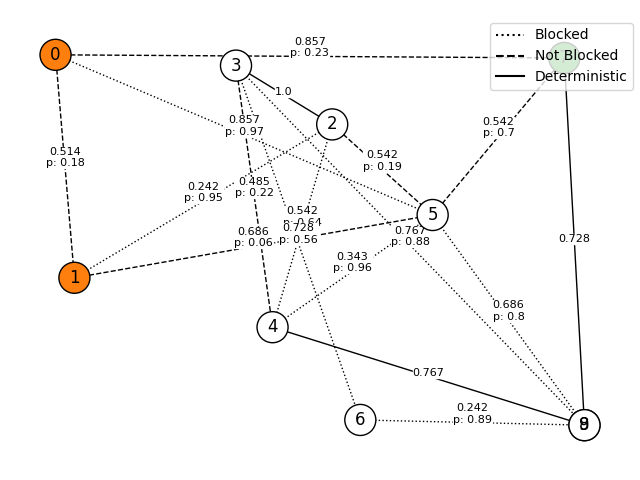 Blocked
Not Blocked
Deterministic
0
3
0.857
p: 0.23
1.0
2
0.857
p: 0.97
0.542
p: 0.7
0.514
p: 0.18
0.542
p: 0.19
0.242
p: 0.95
0.485
p: 0.22
5
0.542
p: 0.64
0.728
p: 0.56
0.686
p: 0.06
0.767
p: 0.88
0.728
1
0.343
p: 0.96
0.686
p: 0.8
4
0.767
6
0.242
p: 0.89